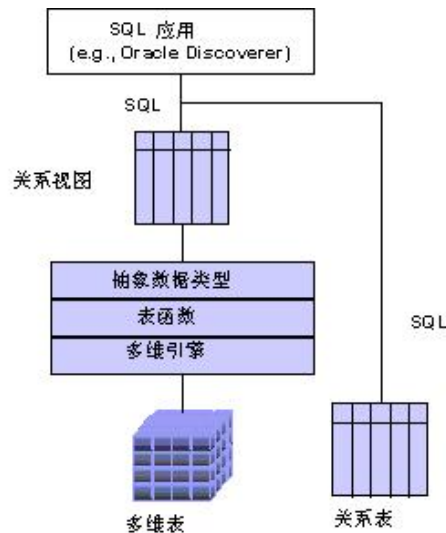 SQL 应用
(e.g., Oracle Discoverer)
SQL
关系视图
抽象数据类型
表函数
多维引擎
SQL
多维表
关系表